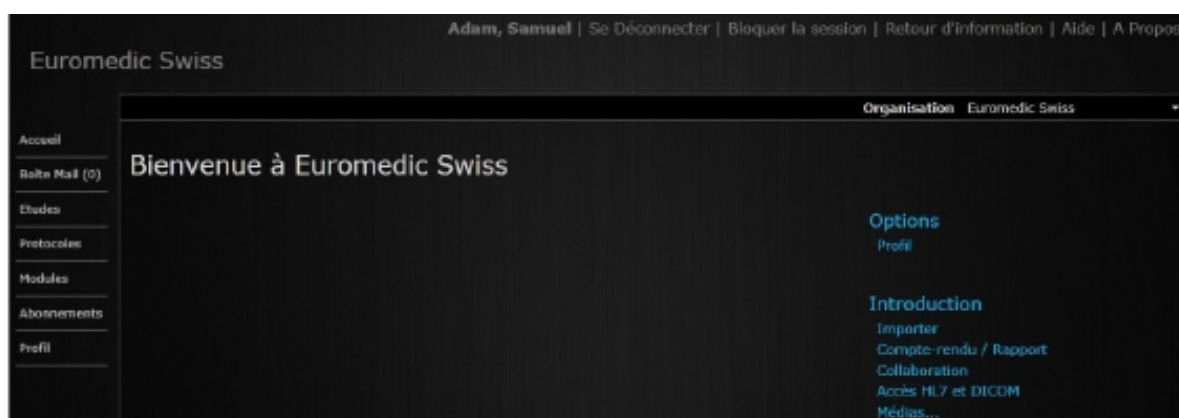 Adam, Samuel | Se Déconnecter | Bloquer la session | Retour d'information | Aide | A Propos
Euromedic Swiss
Organisation Euromedic Swiss
Accueil
Boîte Mail (0)
Etudes
Protocoles
Modules
Abonnements
Profil
Bienvenue à Euromedic Swiss
Options
Profil
Introduction
Importer
Compte-rendu / Rapport
Collaboration
Accès HL7 et DICOM
Médias...